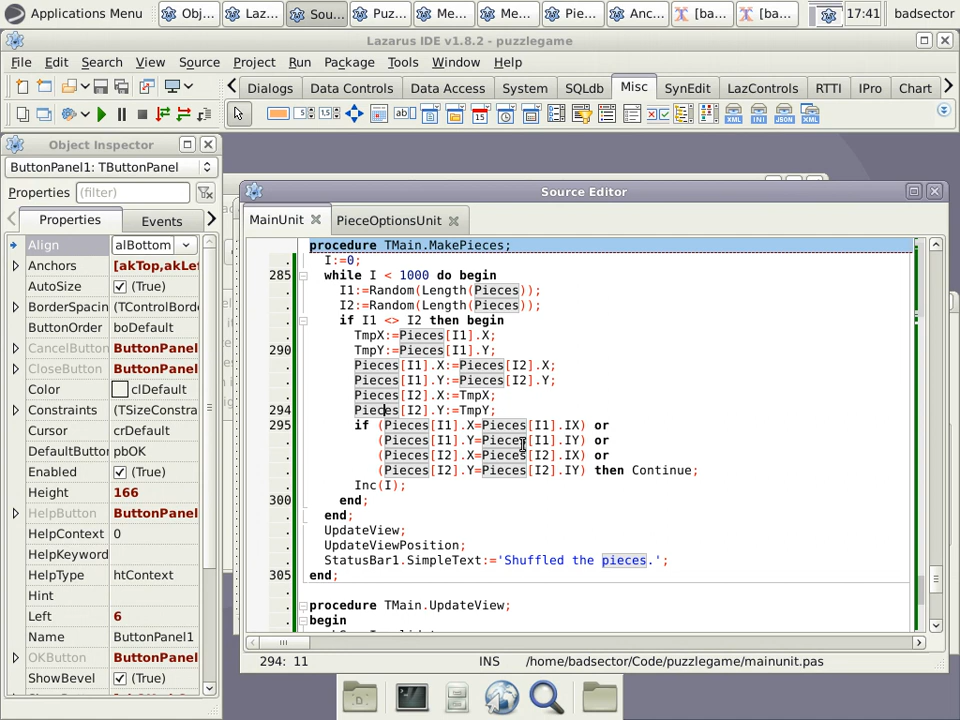 Applications Menu Obj... Laz... Sou... Puz... Me... Me... Pie... Anc... [ba... [ba... 17:41 badsector
Lazarus IDE v1.8.2 - puzzlegame
File Edit Search View Source Project Run Package Tools Window Help
Dialogs Data Controls Data Access System SQLdb Misc SynEdit LazControls RTTI IPro Chart
Object Inspector
ButtonPanel1: TButtonPanel
Properties (filter)
Properties Events
Align alBottom
Anchors [akTop,akLef
AutoSize (True)
BorderSpacin (TControlBorde
ButtonOrder boDefault
CancelButton ButtonPanel
CloseButton ButtonPanel
Color clDefault
Constraints (TSizeConstra
Cursor crDefault
DefaultButton pbOK
Enabled (True)
Height 166
HelpButton ButtonPanel
HelpContext 0
HelpKeyword
HelpType htContext
Hint
Left 6
Name ButtonPanel1
OKButton ButtonPanel
ShowBevel (True)
Source Editor
MainUnit PieceOptionsUnit
procedure TMain.MakePieces;
I:=0;
285 while I < 1000 do begin
I1:=Random(Length(Pieces));
I2:=Random(Length(Pieces));
if I1 <> I2 then begin
TmpX:=Pieces[I1].X;
290 TmpY:=Pieces[I1].Y;
Pieces[I1].X:=Pieces[I2].X;
Pieces[I1].Y:=Pieces[I2].Y;
Pieces[I2].X:=TmpX;
294 Pieces[I2].Y:=TmpY;
295 if (Pieces[I1].X=Pieces[I1].IX) or
(Pieces[I1].Y=Pieces[I1].IY) or
(Pieces[I2].X=Pieces[I2].IX) or
(Pieces[I2].Y=Pieces[I2].IY) then Continue;
Inc(I);
300 end;
end;
UpdateView;
UpdateViewPosition;
StatusBar1.SimpleText:='Shuffled the pieces.';
305 end;
procedure TMain.UpdateView;
begin
294: 11 INS /home/badsector/Code/puzzlegame/mainunit.pas